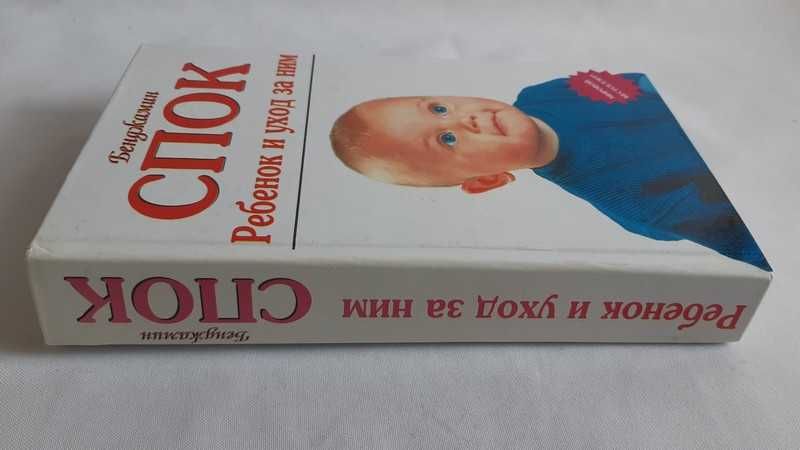 Бенджамин
СПОК
Ребенок и уход за ним
Бенджамин
СПОК
Ребенок и уход за ним